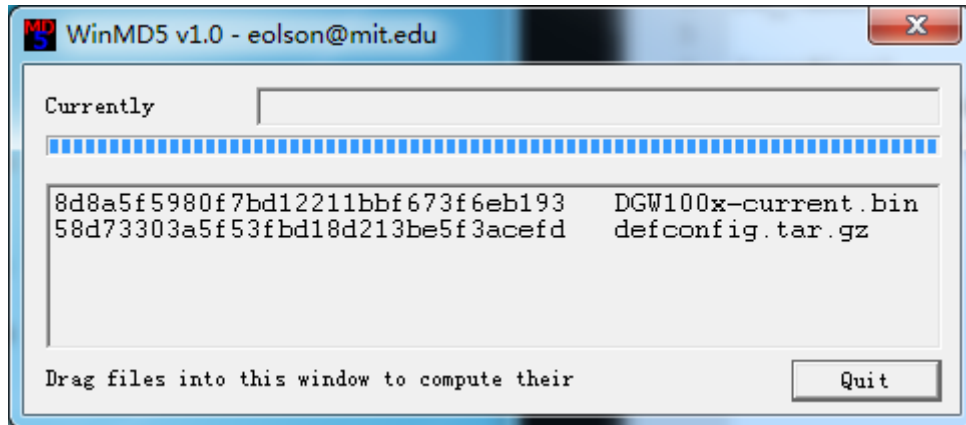 MD5 WinMD5 v1.0 - eolson@mit.edu
Currently
8d8a5f5980f7bd12211bbf673f6eb193 DGW100x-current.bin
58d73303a5f53fbd18d213be5f3acefd defconfig.tar.gz
Drag files into this window to compute their Quit